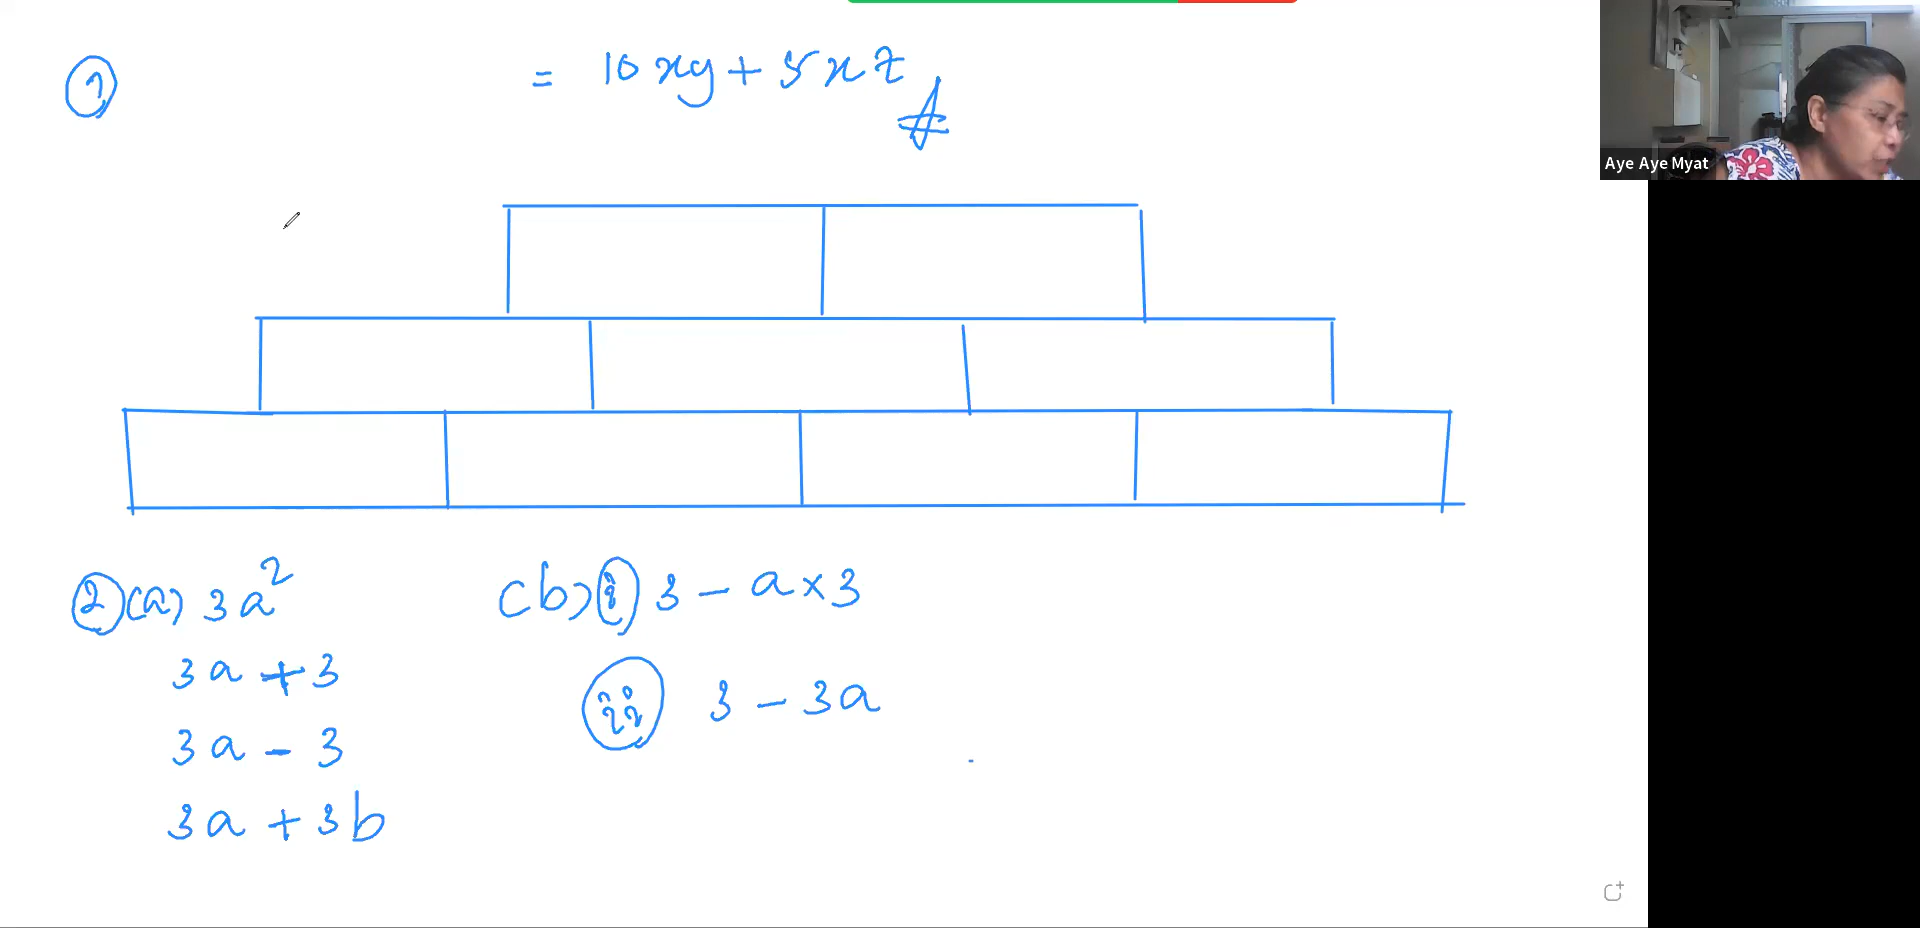 ① = 10xy + 5xz
Aye Aye Myat
② (a) 3a² (b) (i) 3 - a × 3
3a + 3
(ii) 3 - 3a
3a - 3
3a + 3b